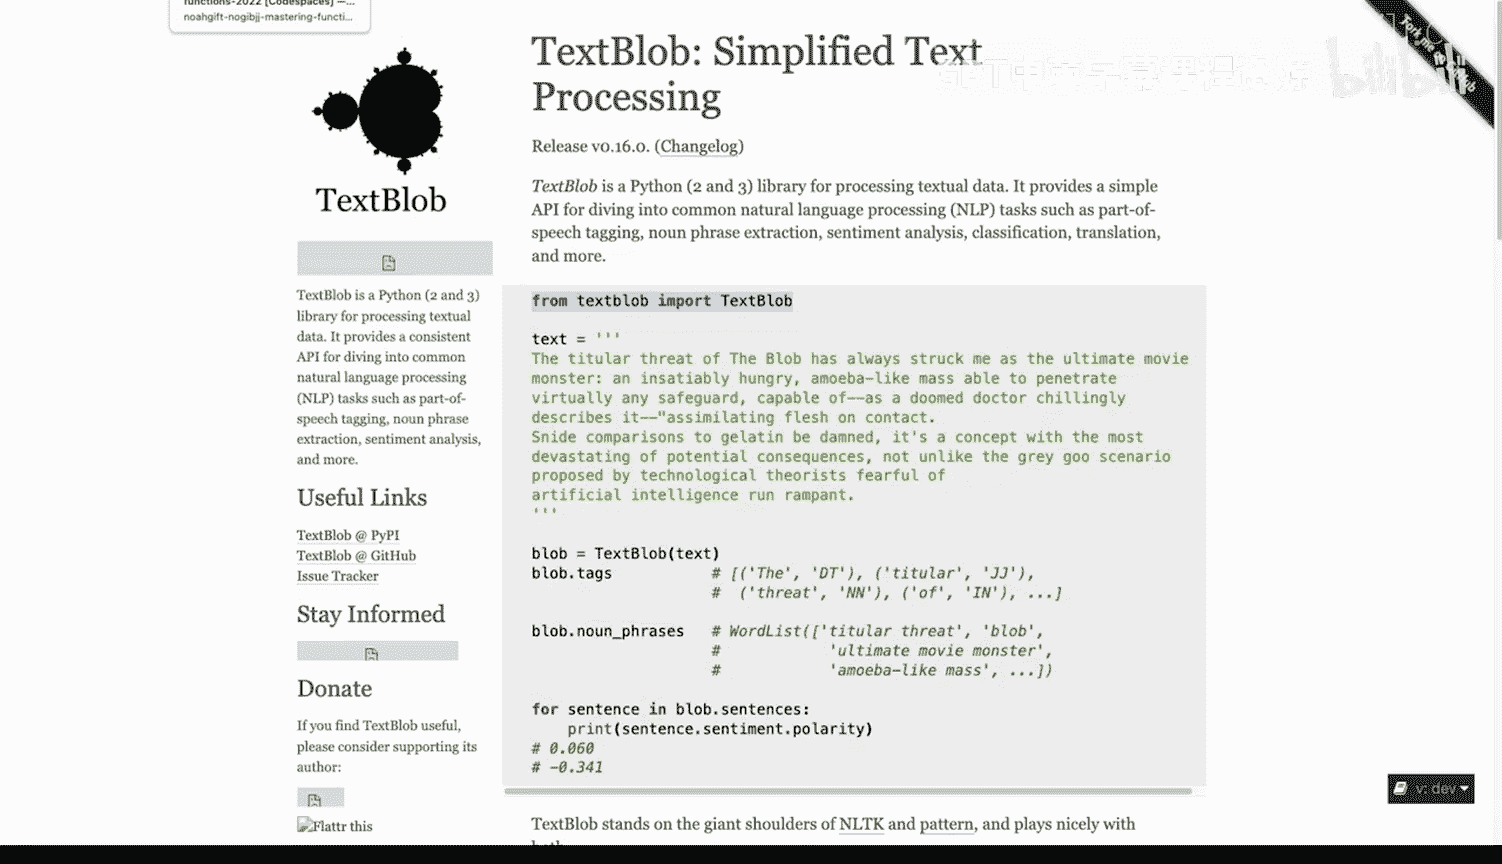 functions-2022 [Codespaces] —...
noahgift-nogibjj-mastering-functi...
TextBlob
TextBlob is a Python (2 and 3)
library for processing textual
data. It provides a consistent
API for diving into common
natural language processing
(NLP) tasks such as part-of-
speech tagging, noun phrase
extraction, sentiment analysis,
and more.
Useful Links
TextBlob @ PyPI
TextBlob @ GitHub
Issue Tracker
Stay Informed
Donate
If you find TextBlob useful,
please consider supporting its
author:
Flattr this
TextBlob: Simplified Text
Processing
Release v0.16.0. (Changelog)
TextBlob is a Python (2 and 3) library for processing textual data. It provides a simple
API for diving into common natural language processing (NLP) tasks such as part-of-
speech tagging, noun phrase extraction, sentiment analysis, classification, translation,
and more.
from textblob import TextBlob
text = '''
The titular threat of The Blob has always struck me as the ultimate movie
monster: an insatiably hungry, amoeba-like mass able to penetrate
virtually any safeguard, capable of--as a doomed doctor chillingly
describes it--"assimilating flesh on contact.
Snide comparisons to gelatin be damned, it's a concept with the most
devastating of potential consequences, not unlike the grey goo scenario
proposed by technological theorists fearful of
artificial intelligence run rampant.
'''
blob = TextBlob(text)
blob.tags # [('The', 'DT'), ('titular', 'JJ'),
# ('threat', 'NN'), ('of', 'IN'), ...]
blob.noun_phrases # WordList(['titular threat', 'blob',
# 'ultimate movie monster',
# 'amoeba-like mass', ...])
for sentence in blob.sentences:
print(sentence.sentiment.polarity)
# 0.060
# -0.341
TextBlob stands on the giant shoulders of NLTK and pattern, and plays nicely with
Fork me on
bilibili
v: dev